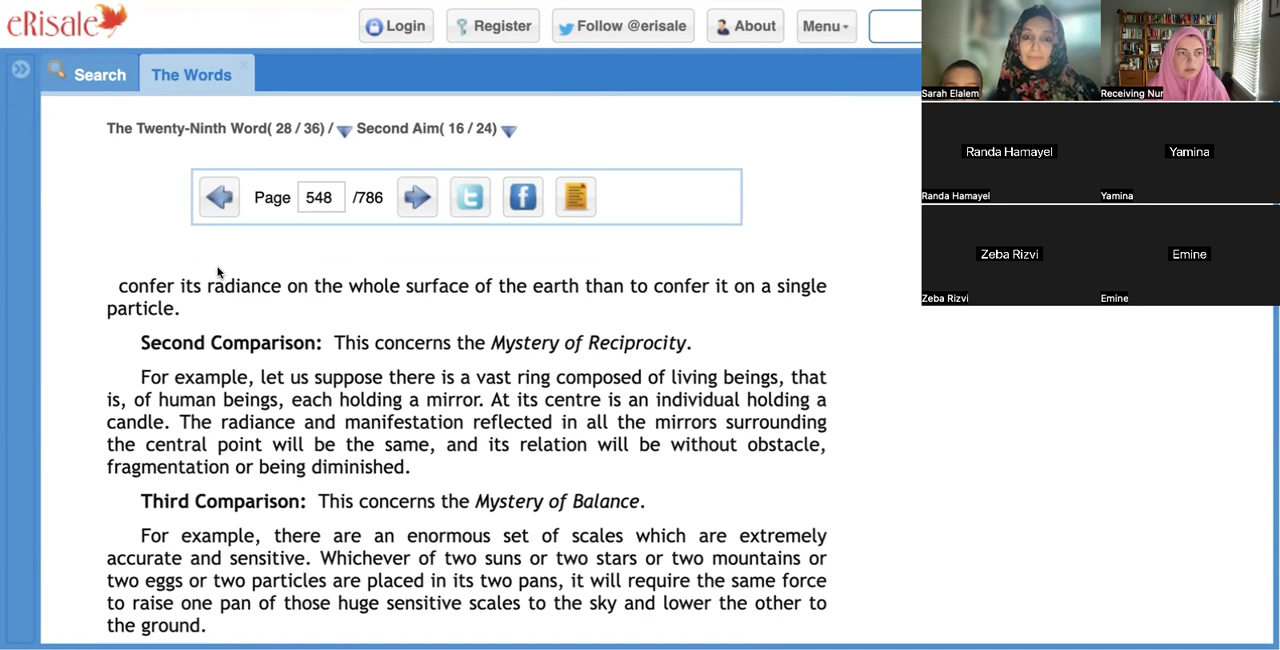 eRisale
Login
Register
Follow @erisale
About
Menu
Search
The Words
The Twenty-Ninth Word( 28 / 36) / Second Aim( 16 / 24)
Page 548 /786
confer its radiance on the whole surface of the earth than to confer it on a single
particle.
Second Comparison: This concerns the Mystery of Reciprocity.
For example, let us suppose there is a vast ring composed of living beings, that
is, of human beings, each holding a mirror. At its centre is an individual holding a
candle. The radiance and manifestation reflected in all the mirrors surrounding
the central point will be the same, and its relation will be without obstacle,
fragmentation or being diminished.
Third Comparison: This concerns the Mystery of Balance.
For example, there are an enormous set of scales which are extremely
accurate and sensitive. Whichever of two suns or two stars or two mountains or
two eggs or two particles are placed in its two pans, it will require the same force
to raise one pan of those huge sensitive scales to the sky and lower the other to
the ground.
Sarah Elalem
Receiving Nur
Randa Hamayel
Randa Hamayel
Yamina
Yamina
Zeba Rizvi
Zeba Rizvi
Emine
Emine